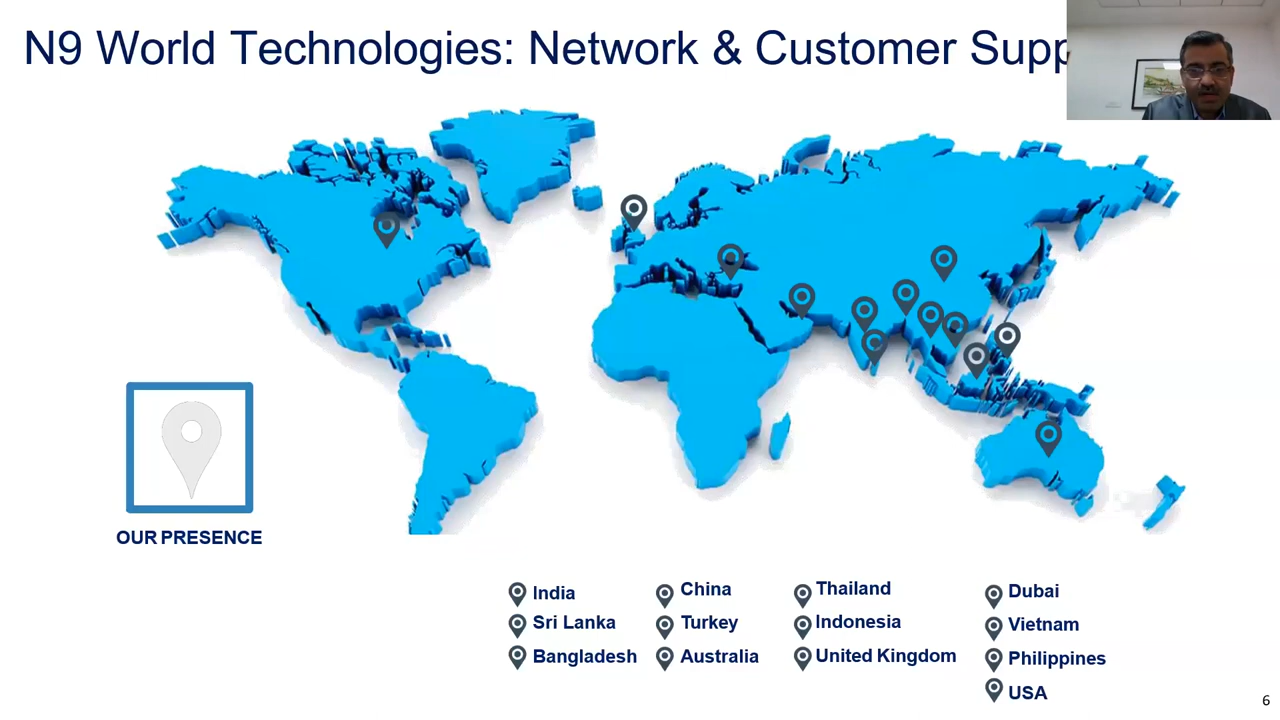 N9 World Technologies: Network & Customer Supp
OUR PRESENCE
India
Sri Lanka
Bangladesh
China
Turkey
Australia
Thailand
Indonesia
United Kingdom
Dubai
Vietnam
Philippines
USA
6